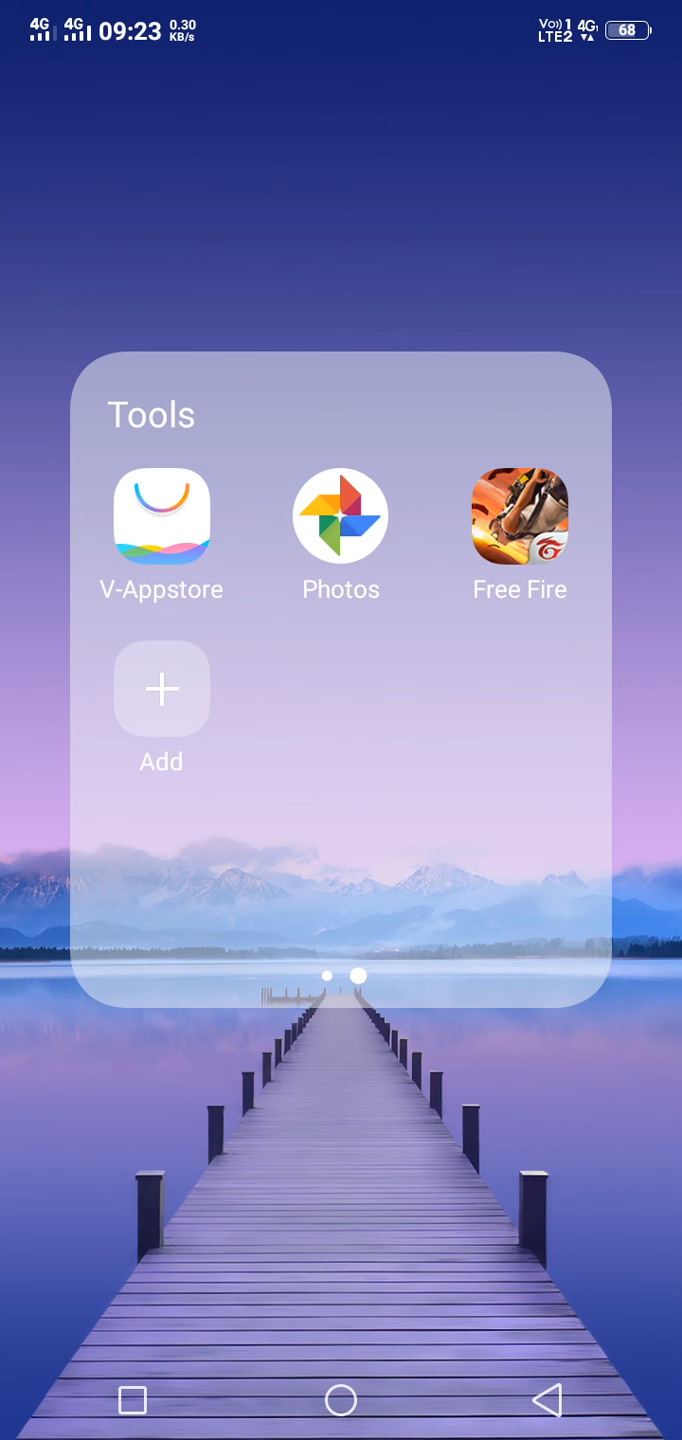 4G 4G 09:23 0.30 KB/s Vo)) 1 LTE2 4G 68
Tools
V-Appstore Photos Free Fire
Add